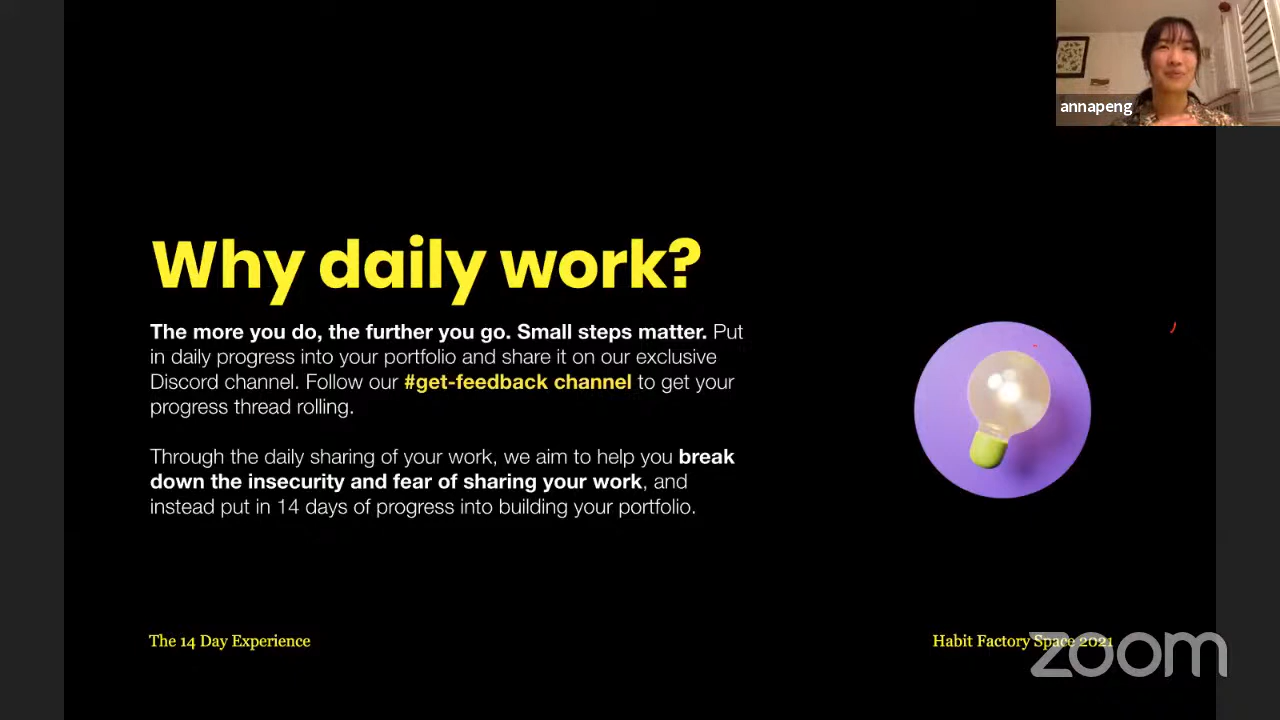 annapeng
Why daily work?
The more you do, the further you go. Small steps matter. Put
in daily progress into your portfolio and share it on our exclusive
Discord channel. Follow our #get-feedback channel to get your
progress thread rolling.
Through the daily sharing of your work, we aim to help you break
down the insecurity and fear of sharing your work, and
instead put in 14 days of progress into building your portfolio.
The 14 Day Experience
Habit Factory Space 2021
zoom